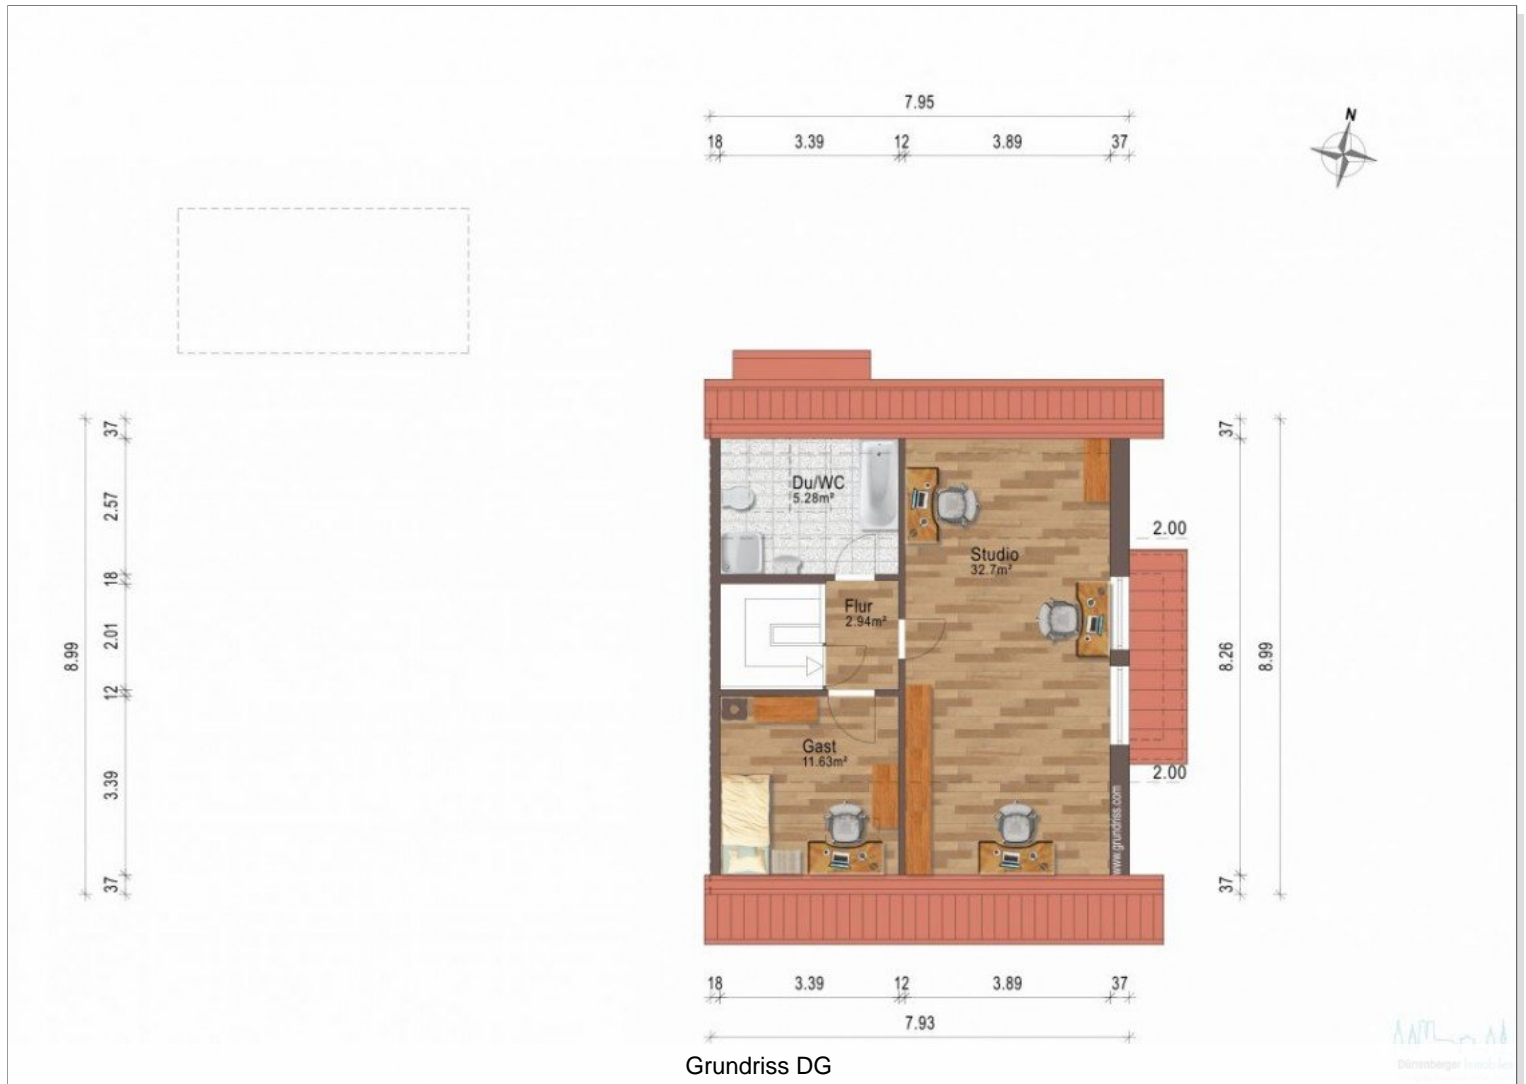 7.95
18 3.39 12 3.89 37
N
37
2.57
18
2.01
12
3.39
37
8.99
Du/WC
5.28m²
Studio
32.7m²
Flur
2.94m²
Gast
11.63m²
2.00
2.00
www.grundriss.com
37
8.26
37
8.99
18 3.39 12 3.89 37
7.93
Dürrenberger Immobilien
Grundriss DG